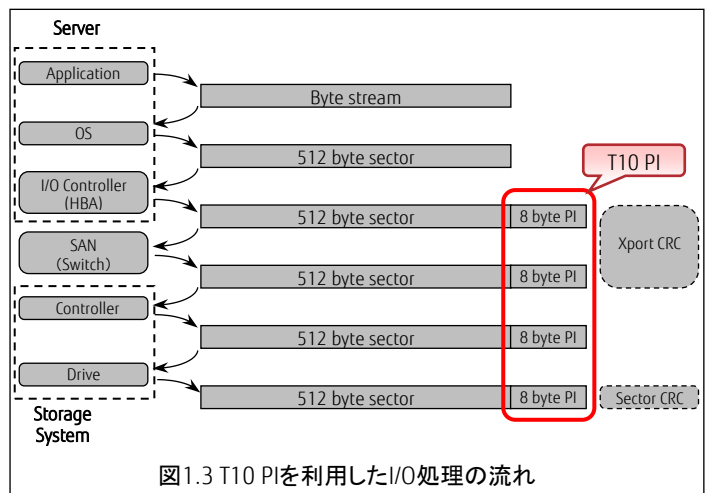 Server
Application
Byte stream
OS
512 byte sector
T10 PI
I/O Controller
(HBA)
512 byte sector
8 byte PI
Xport CRC
SAN
(Switch)
512 byte sector
8 byte PI
Controller
512 byte sector
8 byte PI
Drive
512 byte sector
8 byte PI
Sector CRC
Storage
System
図1.3 T10 PIを利用したI/O処理の流れ